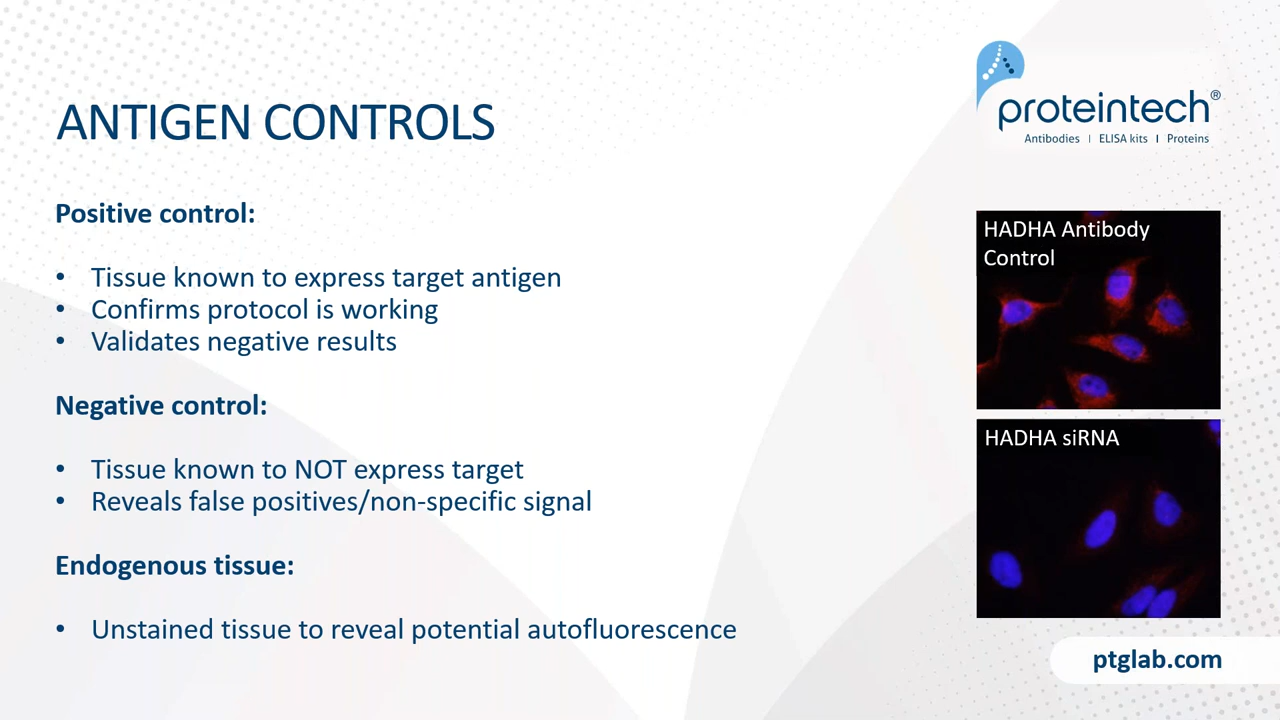 ANTIGEN CONTROLS
proteintech®
Antibodies | ELISA kits | Proteins
Positive control:
• Tissue known to express target antigen
• Confirms protocol is working
• Validates negative results
Negative control:
• Tissue known to NOT express target
• Reveals false positives/non-specific signal
Endogenous tissue:
• Unstained tissue to reveal potential autofluorescence
HADHA Antibody
Control
HADHA siRNA
ptglab.com